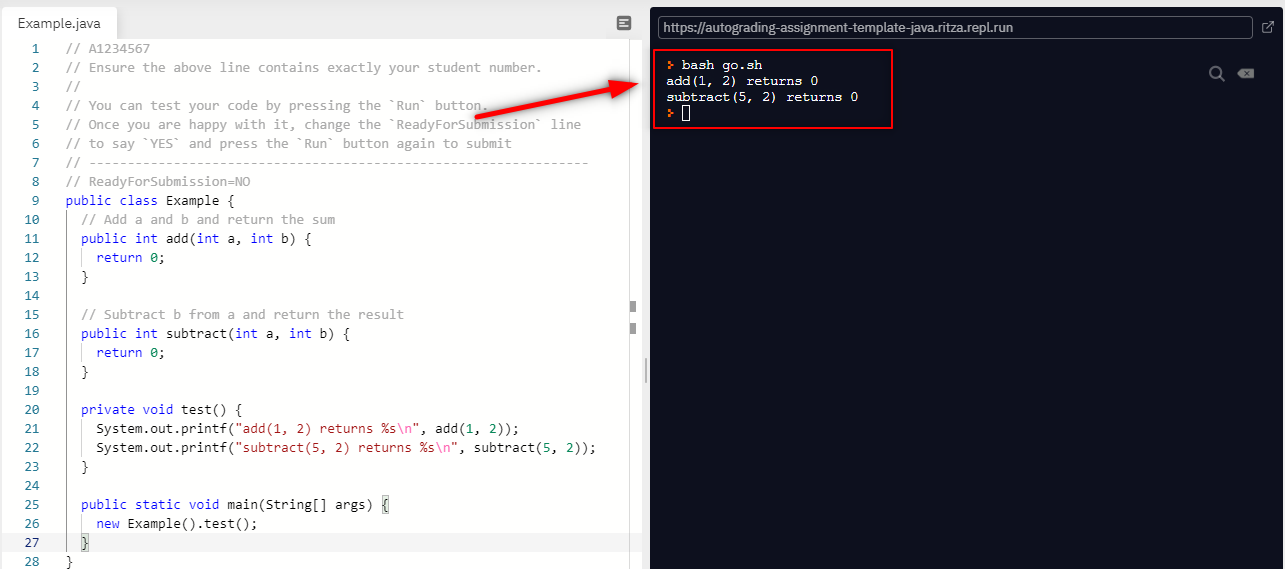 Example.java
1 // A1234567
2 // Ensure the above line contains exactly your student number.
3 //
4 // You can test your code by pressing the `Run` button.
5 // Once you are happy with it, change the `ReadyForSubmission` line
6 // to say `YES` and press the `Run` button again to submit
7 // -----------------------------------------------------------------
8 // ReadyForSubmission=NO
9 public class Example {
10 // Add a and b and return the sum
11 public int add(int a, int b) {
12 return 0;
13 }
14
15 // Subtract b from a and return the result
16 public int subtract(int a, int b) {
17 return 0;
18 }
19
20 private void test() {
21 System.out.printf("add(1, 2) returns %s\n", add(1, 2));
22 System.out.printf("subtract(5, 2) returns %s\n", subtract(5, 2));
23 }
24
25 public static void main(String[] args) {
26 new Example().test();
27 }
28 }
https://autograding-assignment-template-java.ritza.repl.run
> bash go.sh
add(1, 2) returns 0
subtract(5, 2) returns 0
>